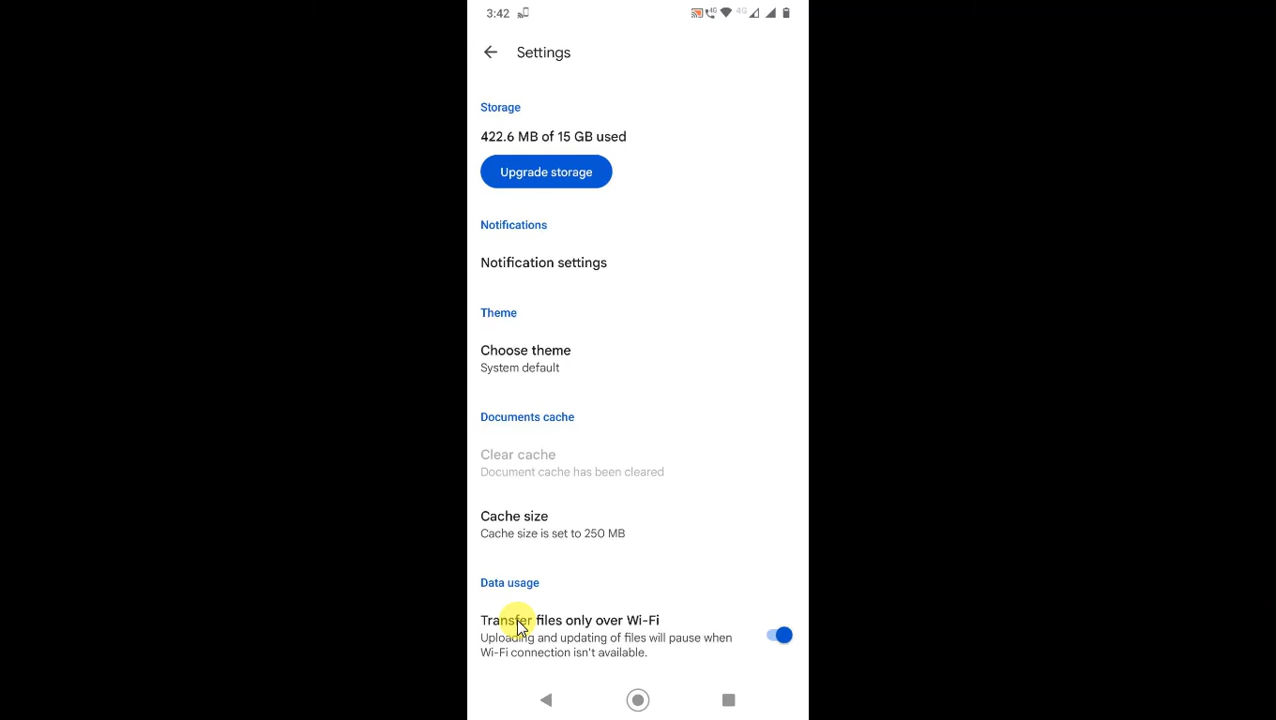 3:42
4G 4G
Settings
Storage
422.6 MB of 15 GB used
Upgrade storage
Notifications
Notification settings
Theme
Choose theme
System default
Documents cache
Clear cache
Document cache has been cleared
Cache size
Cache size is set to 250 MB
Data usage
Transfer files only over Wi-Fi
Uploading and updating of files will pause when
Wi-Fi connection isn't available.